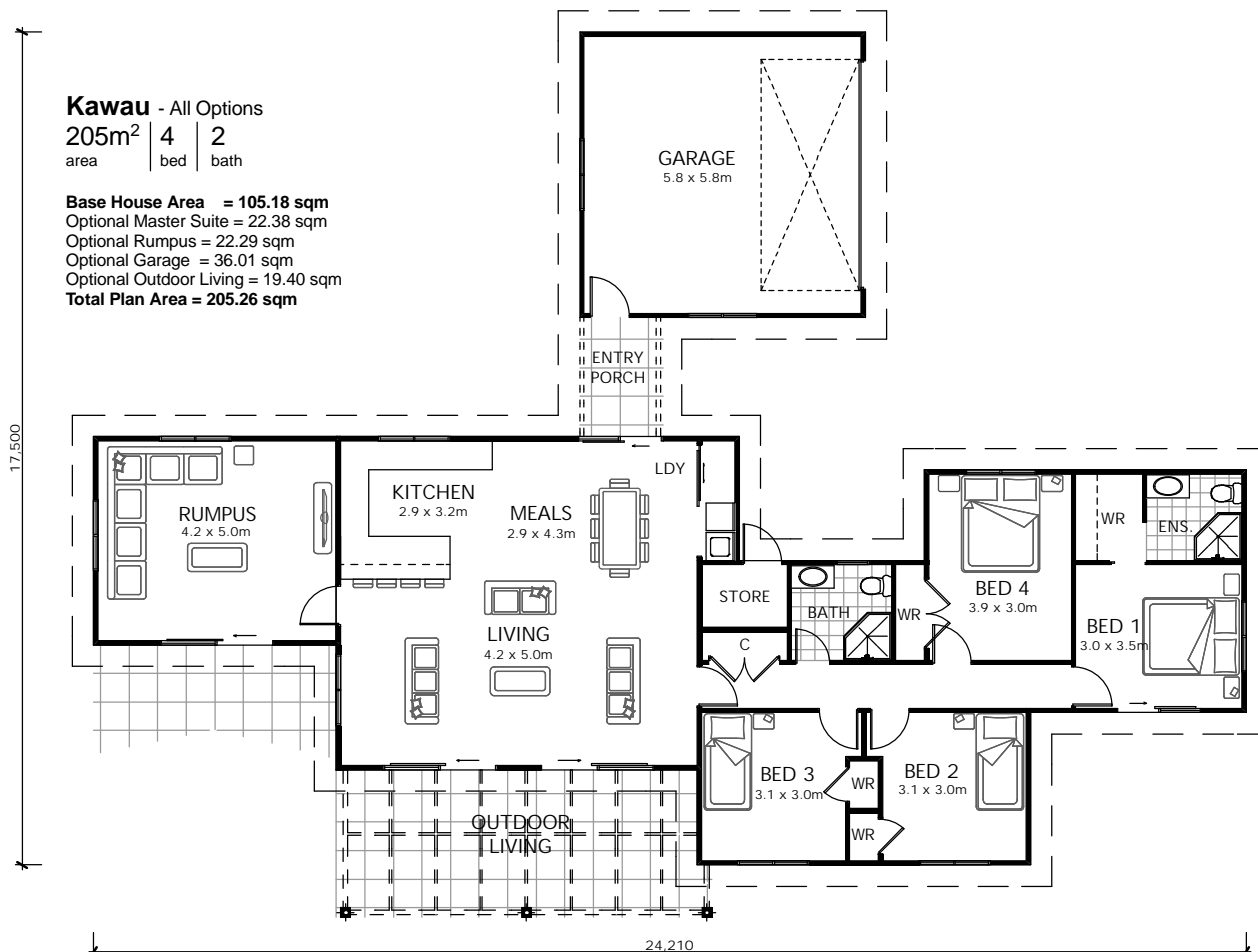 Kawau - All Options
205m² | 4 | 2
area bed bath
Base House Area = 105.18 sqm
Optional Master Suite = 22.38 sqm
Optional Rumpus = 22.29 sqm
Optional Garage = 36.01 sqm
Optional Outdoor Living = 19.40 sqm
Total Plan Area = 205.26 sqm
17,500
GARAGE
5.8 x 5.8m
ENTRY
PORCH
LDY
RUMPUS
4.2 x 5.0m
KITCHEN
2.9 x 3.2m
MEALS
2.9 x 4.3m
LIVING
4.2 x 5.0m
STORE
C
BATH
WR
BED 4
3.9 x 3.0m
WR
ENS.
BED 1
3.0 x 3.5m
BED 3
3.1 x 3.0m
WR
WR
BED 2
3.1 x 3.0m
OUTDOOR
LIVING
24,210